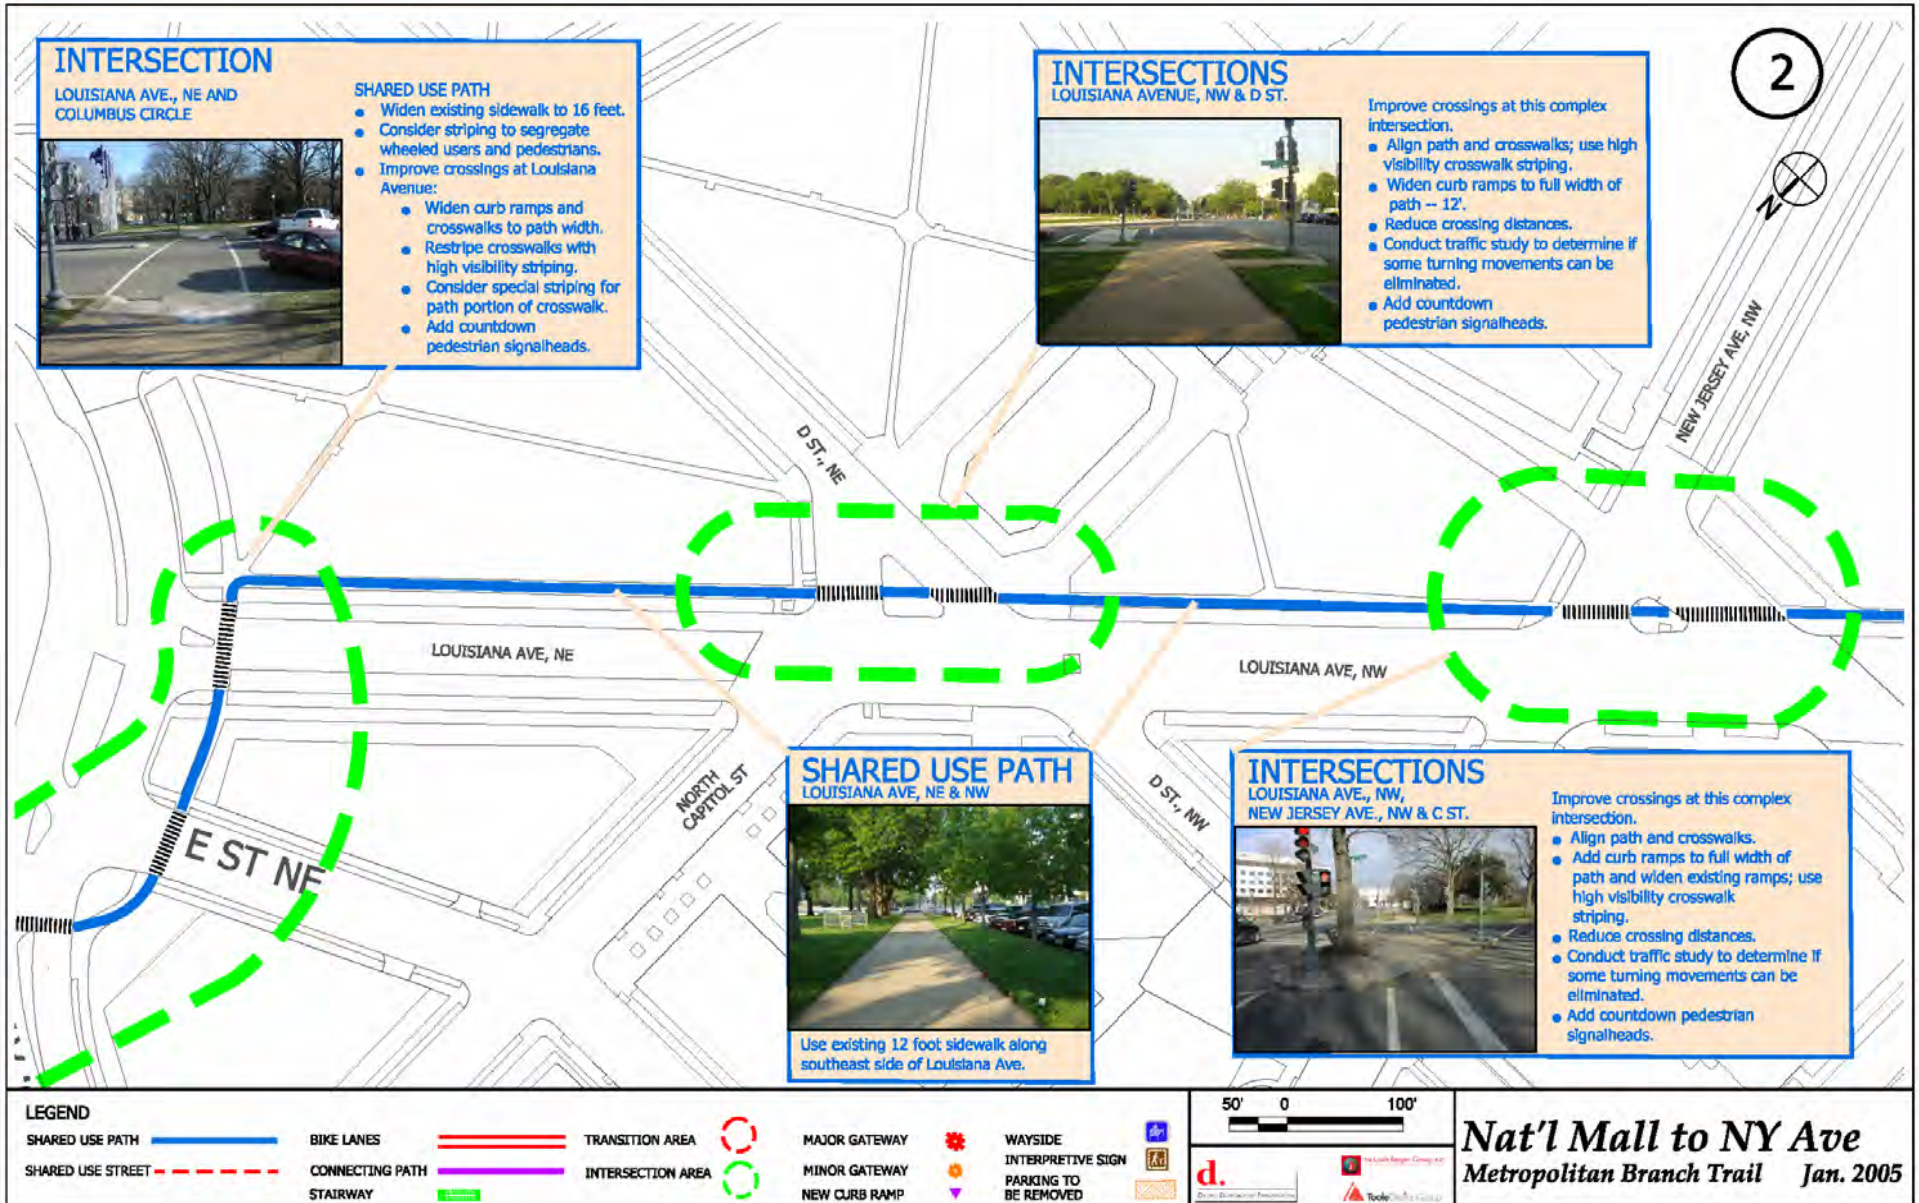 INTERSECTION
LOUISIANA AVE., NE AND
COLUMBUS CIRCLE
SHARED USE PATH
Widen existing sidewalk to 16 feet.
Consider striping to segregate
wheeled users and pedestrians.
Improve crossings at Louisiana
Avenue:
Widen curb ramps and
crosswalks to path width.
Restripe crosswalks with
high visibility striping.
Consider special striping for
path portion of crosswalk.
Add countdown
pedestrian signalheads.
INTERSECTIONS
LOUISIANA AVENUE, NW & D ST.
Improve crossings at this complex
intersection.
Align path and crosswalks; use high
visibility crosswalk striping.
Widen curb ramps to full width of
path -- 12'.
Reduce crossing distances.
Conduct traffic study to determine if
some turning movements can be
eliminated.
Add countdown
pedestrian signalheads.
2
N
NEW JERSEY AVE, NW
D ST., NE
LOUISIANA AVE, NE
LOUISIANA AVE, NW
NORTH
CAPITOL ST
D ST., NW
E ST NE
SHARED USE PATH
LOUISIANA AVE, NE & NW
Use existing 12 foot sidewalk along
southeast side of Louisiana Ave.
INTERSECTIONS
LOUISIANA AVE., NW,
NEW JERSEY AVE., NW & C ST.
Improve crossings at this complex
intersection.
Align path and crosswalks.
Add curb ramps to full width of
path and widen existing ramps; use
high visibility crosswalk
striping.
Reduce crossing distances.
Conduct traffic study to determine if
some turning movements can be
eliminated.
Add countdown pedestrian
signalheads.
LEGEND
SHARED USE PATH
SHARED USE STREET
BIKE LANES
CONNECTING PATH
STAIRWAY
TRANSITION AREA
INTERSECTION AREA
MAJOR GATEWAY
MINOR GATEWAY
NEW CURB RAMP
WAYSIDE
INTERPRETIVE SIGN
PARKING TO
BE REMOVED
50' 0 100'
d.
Nat'l Mall to NY Ave
Metropolitan Branch Trail Jan. 2005